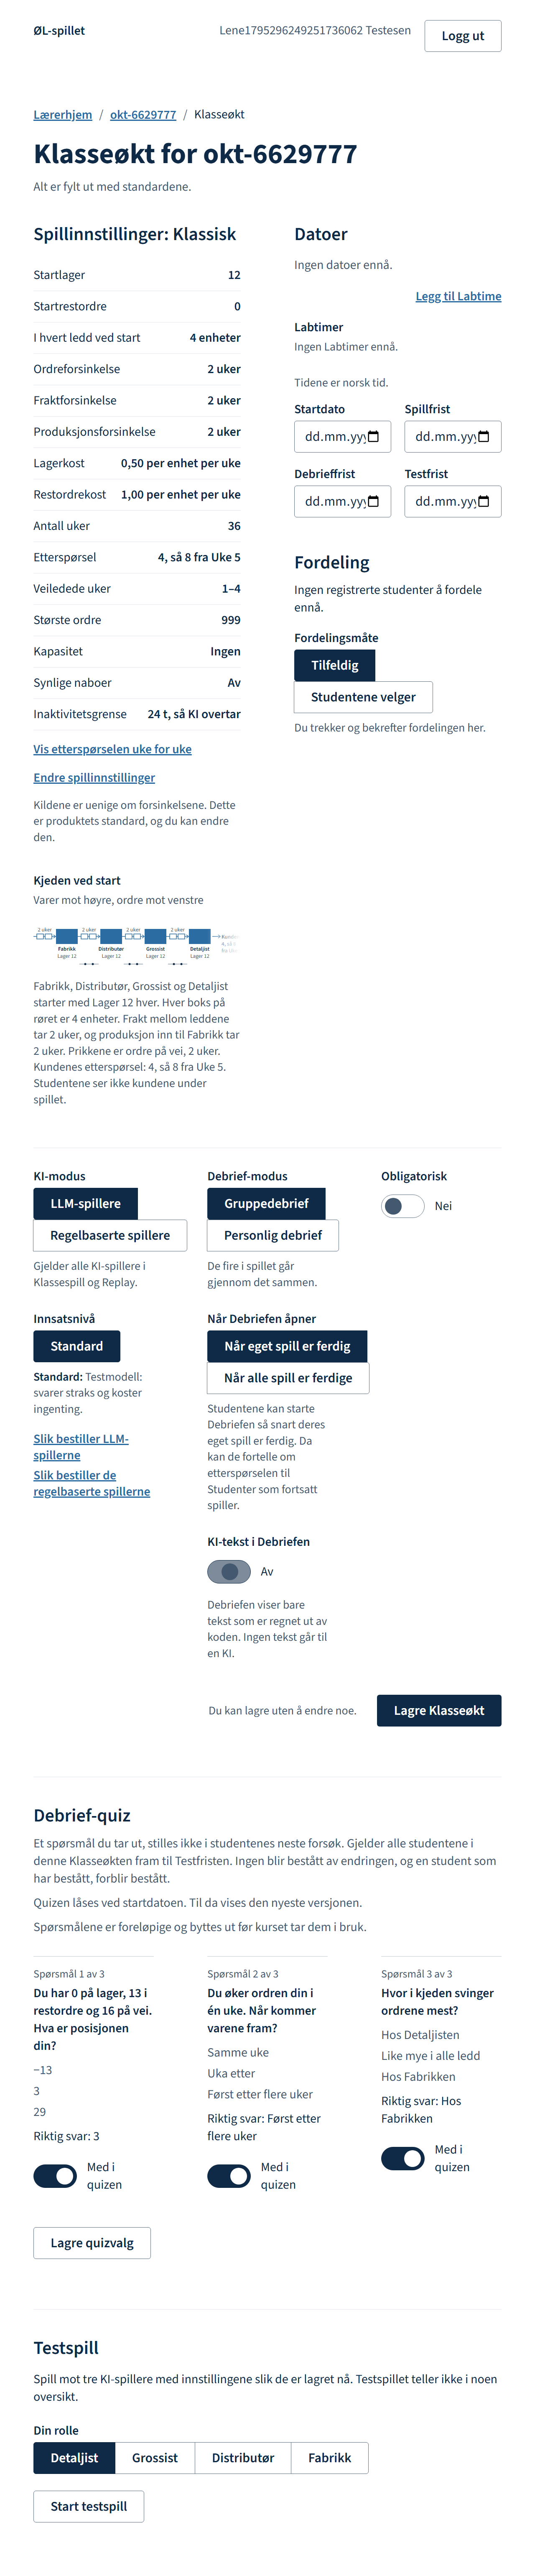 ØL-spillet
Lene1795296249251736062 Testesen
Logg ut
Lærerhjem / okt-6629777 / Klasseøkt
Klasseøkt for okt-6629777
Alt er fylt ut med standardene.
Spillinnstillinger: Klassisk
Startlager 12
Startrestordre 0
I hvert ledd ved start 4 enheter
Ordreforsinkelse 2 uker
Fraktforsinkelse 2 uker
Produksjonsforsinkelse 2 uker
Lagerkost 0,50 per enhet per uke
Restordrekost 1,00 per enhet per uke
Antall uker 36
Etterspørsel 4, så 8 fra Uke 5
Veiledede uker 1–4
Største ordre 999
Kapasitet Ingen
Synlige naboer Av
Inaktivitetsgrense 24 t, så KI overtar
Vis etterspørselen uke for uke
Endre spillinnstillinger
Kildene er uenige om forsinkelsene. Dette
er produktets standard, og du kan endre
den.
Kjeden ved start
Varer mot høyre, ordre mot venstre
2 uker 2 uker 2 uker 2 uker
Fabrikk Distributør Grossist Detaljist
Lager 12 Lager 12 Lager 12 Lager 12
Fabrikk, Distributør, Grossist og Detaljist
starter med Lager 12 hver. Hver boks på
røret er 4 enheter. Frakt mellom leddene
tar 2 uker, og produksjon inn til Fabrikk tar
2 uker. Prikkene er ordre på vei, 2 uker.
Kundenes etterspørsel: 4, så 8 fra Uke 5.
Studentene ser ikke kundene under
spillet.
Datoer
Ingen datoer ennå.
Legg til Labtime
Labtimer
Ingen Labtimer ennå.
Tidene er norsk tid.
Startdato Spillfrist
dd.mm.yyy dd.mm.yyy
Debrieffrist Testfrist
dd.mm.yyy dd.mm.yyy
Fordeling
Ingen registrerte studenter å fordele
ennå.
Fordelingsmåte
Tilfeldig
Studentene velger
Du trekker og bekrefter fordelingen her.
KI-modus
LLM-spillere
Regelbaserte spillere
Gjelder alle KI-spillere i
Klassespill og Replay.
Innsatsnivå
Standard
Standard: Testmodell:
svarer straks og koster
ingenting.
Slik bestiller LLM-
spillerne
Slik bestiller de
regelbaserte spillerne
Debrief-modus
Gruppedebrief
Personlig debrief
De fire i spillet går
gjennom det sammen.
Når Debriefen åpner
Når eget spill er ferdig
Når alle spill er ferdige
Studentene kan starte
Debriefen så snart deres
eget spill er ferdig. Da
kan de fortelle om
etterspørselen til
Studenter som fortsatt
spiller.
KI-tekst i Debriefen
Av
Debriefen viser bare
tekst som er regnet ut av
koden. Ingen tekst går til
en KI.
Obligatorisk
Nei
Du kan lagre uten å endre noe.
Lagre Klasseøkt
Debrief-quiz
Et spørsmål du tar ut, stilles ikke i studentenes neste forsøk. Gjelder alle studentene i
denne Klasseøkten fram til Testfristen. Ingen blir bestått av endringen, og en student som
har bestått, forblir bestått.
Quizen låses ved startdatoen. Til da vises den nyeste versjonen.
Spørsmålene er foreløpige og byttes ut før kurset tar dem i bruk.
Spørsmål 1 av 3
Du har 0 på lager, 13 i
restordre og 16 på vei.
Hva er posisjonen
din?
−13
3
29
Riktig svar: 3
Med i
quizen
Spørsmål 2 av 3
Du øker ordren din i
én uke. Når kommer
varene fram?
Samme uke
Uka etter
Først etter flere uker
Riktig svar: Først etter
flere uker
Med i
quizen
Spørsmål 3 av 3
Hvor i kjeden svinger
ordrene mest?
Hos Detaljisten
Like mye i alle ledd
Hos Fabrikken
Riktig svar: Hos
Fabrikken
Med i
quizen
Lagre quizvalg
Testspill
Spill mot tre KI-spillere med innstillingene slik de er lagret nå. Testspillet teller ikke i noen
oversikt.
Din rolle
Detaljist Grossist Distributør Fabrikk
Start testspill